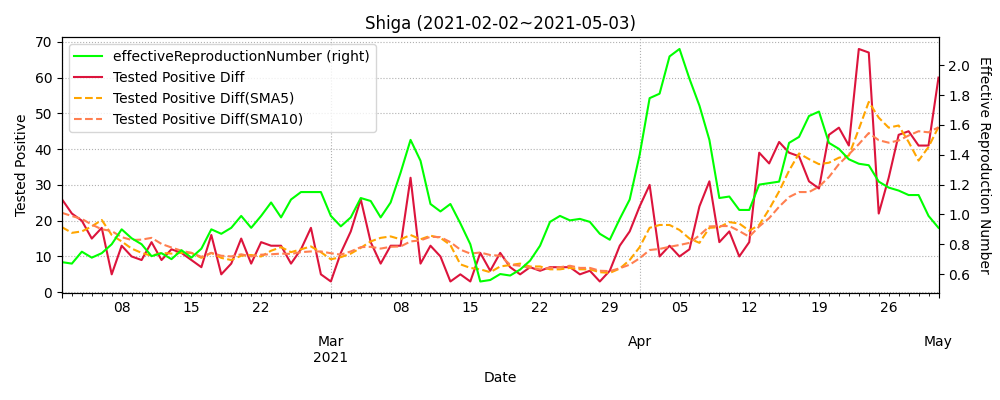 Shiga (2021-02-02~2021-05-03)
effectiveReproductionNumber (right)
Tested Positive Diff
Tested Positive Diff(SMA5)
Tested Positive Diff(SMA10)
Tested Positive
70
60
50
40
30
20
10
0
Effective Reproduction Number
2.0
1.8
1.6
1.4
1.2
1.0
0.8
0.6
08 15 22 08 15 22 29 05 12 19 26
Mar Apr May
2021
Date